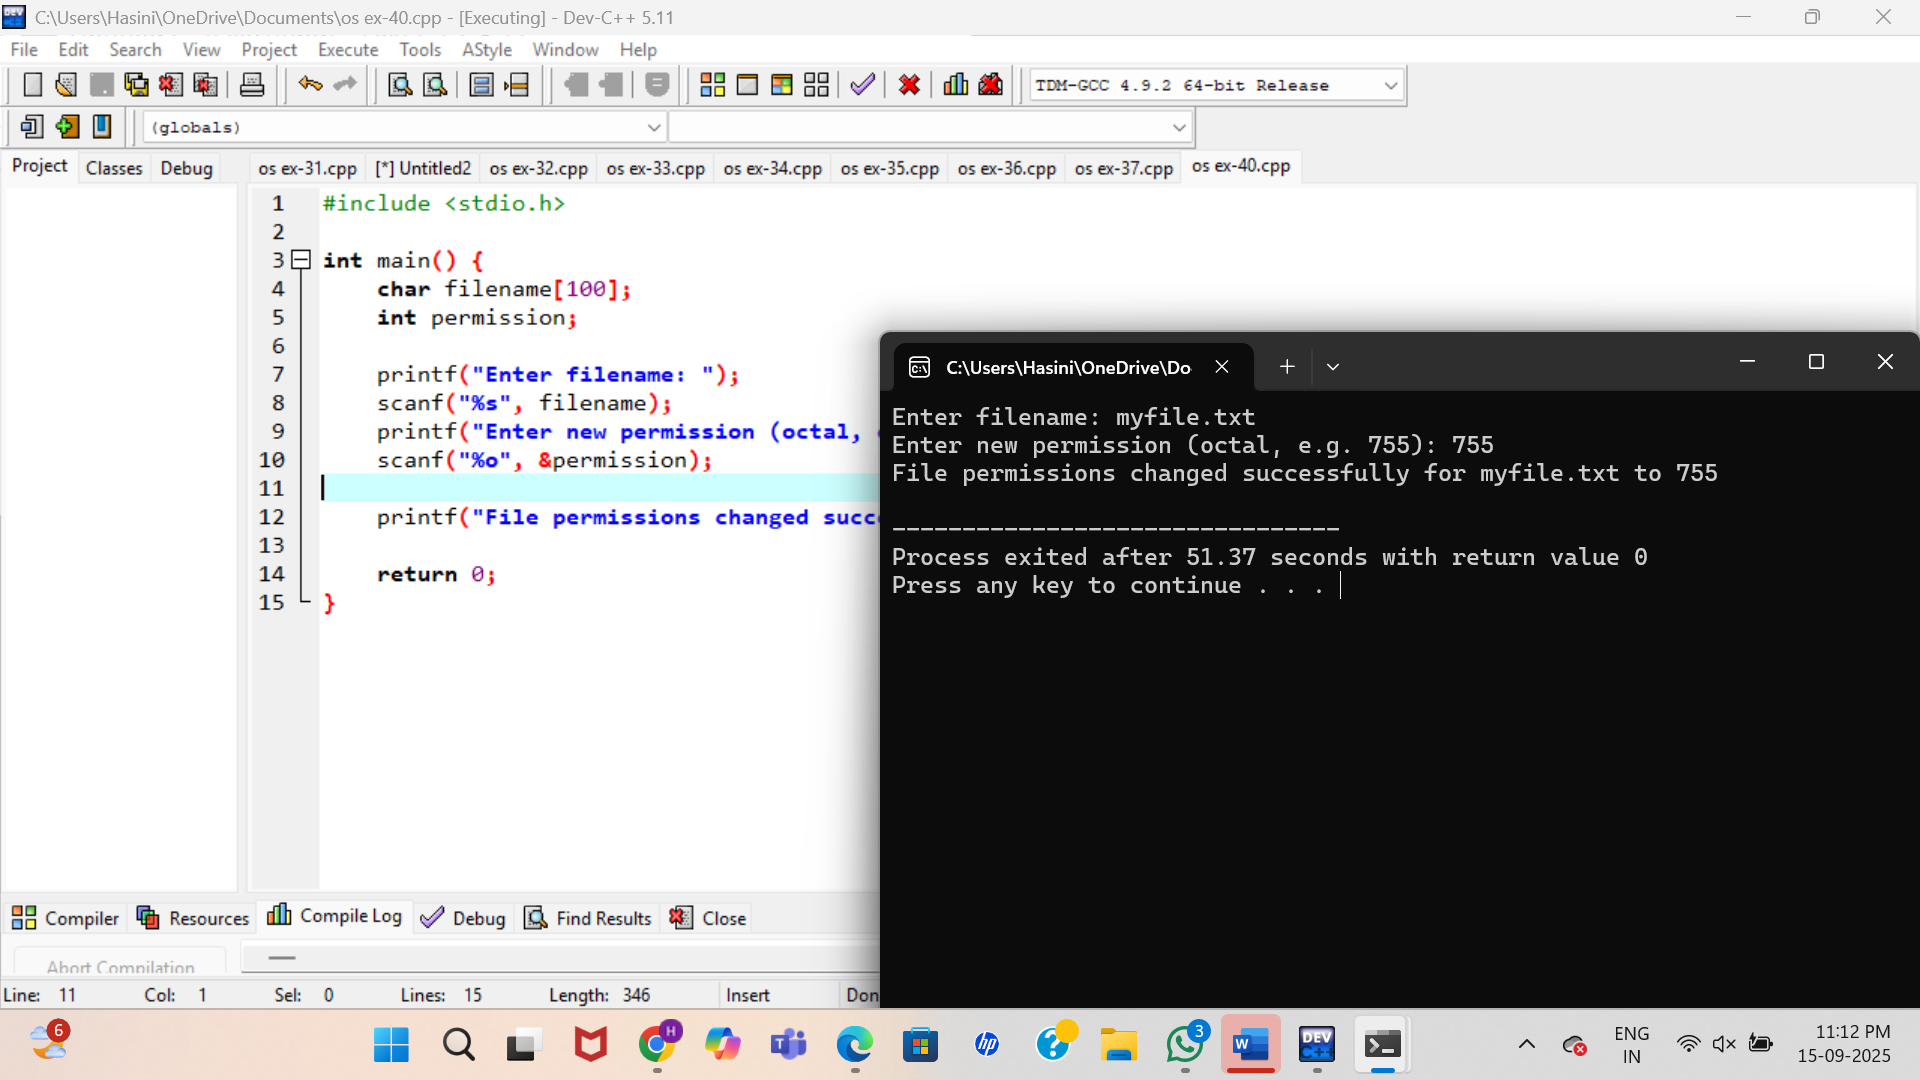 C:\Users\Hasini\OneDrive\Documents\os ex-40.cpp - [Executing] - Dev-C++ 5.11
File Edit Search View Project Execute Tools AStyle Window Help
TDM-GCC 4.9.2 64-bit Release
(globals)
Project Classes Debug os ex-31.cpp [*] Untitled2 os ex-32.cpp os ex-33.cpp os ex-34.cpp os ex-35.cpp os ex-36.cpp os ex-37.cpp os ex-40.cpp
1 #include <stdio.h>
2
3 int main() {
4 char filename[100];
5 int permission;
6
7 printf("Enter filename: ");
8 scanf("%s", filename);
9 printf("Enter new permission (octal,
10 scanf("%o", &permission);
11
12 printf("File permissions changed succ
13
14 return 0;
15 }
C:\Users\Hasini\OneDrive\Do
Enter filename: myfile.txt
Enter new permission (octal, e.g. 755): 755
File permissions changed successfully for myfile.txt to 755
--------------------------------
Process exited after 51.37 seconds with return value 0
Press any key to continue . . .
Compiler Resources Compile Log Debug Find Results Close
Abort Compilation
Line: 11 Col: 1 Sel: 0 Lines: 15 Length: 346 Insert Don
6
H
3
DEV C++
W
T
hp
ENG
IN
11:12 PM
15-09-2025